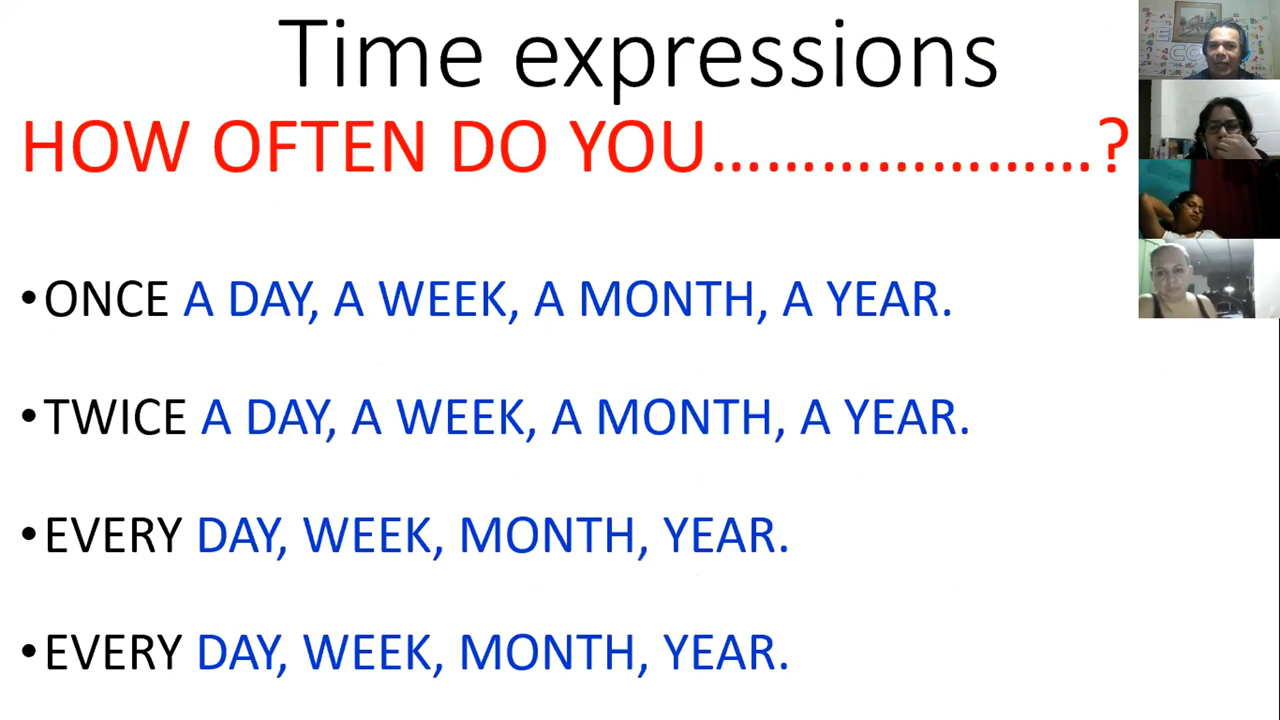 Time expressions
HOW OFTEN DO YOU.....................?
•ONCE A DAY, A WEEK, A MONTH, A YEAR.
•TWICE A DAY, A WEEK, A MONTH, A YEAR.
•EVERY DAY, WEEK, MONTH, YEAR.
•EVERY DAY, WEEK, MONTH, YEAR.